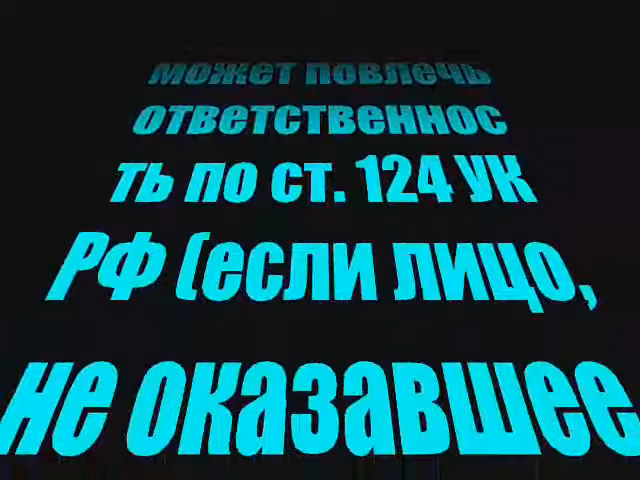 может повлечь
ответственнос
ть по ст. 124 УК
РФ (если лицо,
не оказавшее